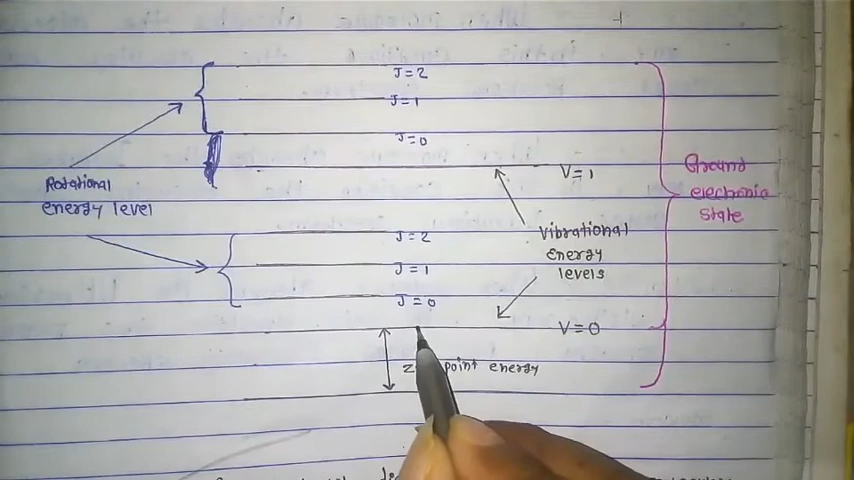 J=2
J=1
J=0
V=1
Rotational
energy level
Ground
electronic
state
J=2
J=1
J=0
Vibrational
energy
levels
V=0
point energy